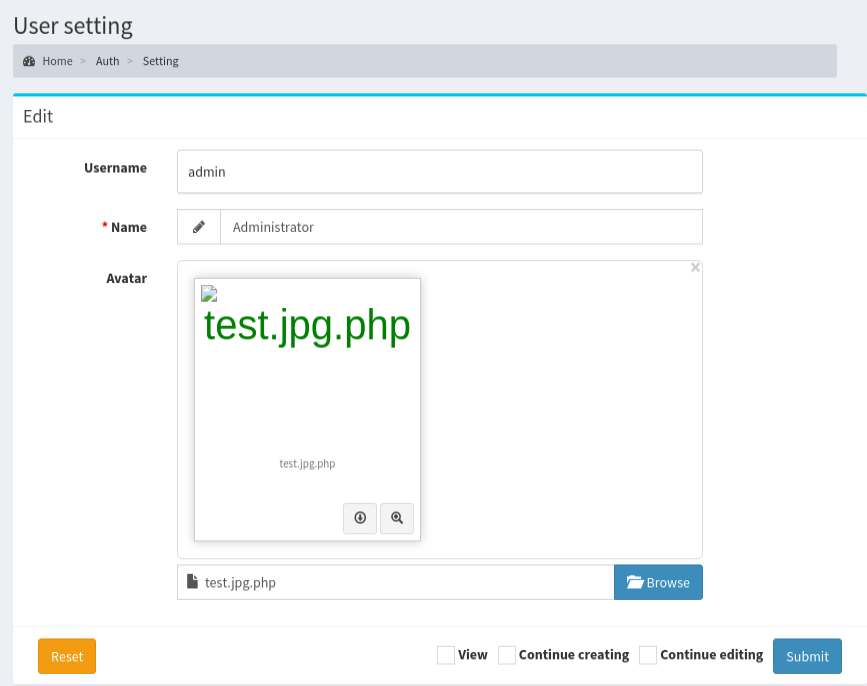 User setting
Home > Auth > Setting
Edit
Username
admin
* Name
Administrator
Avatar
×
test.jpg.php
test.jpg.php
test.jpg.php
Browse
Reset
View
Continue creating
Continue editing
Submit